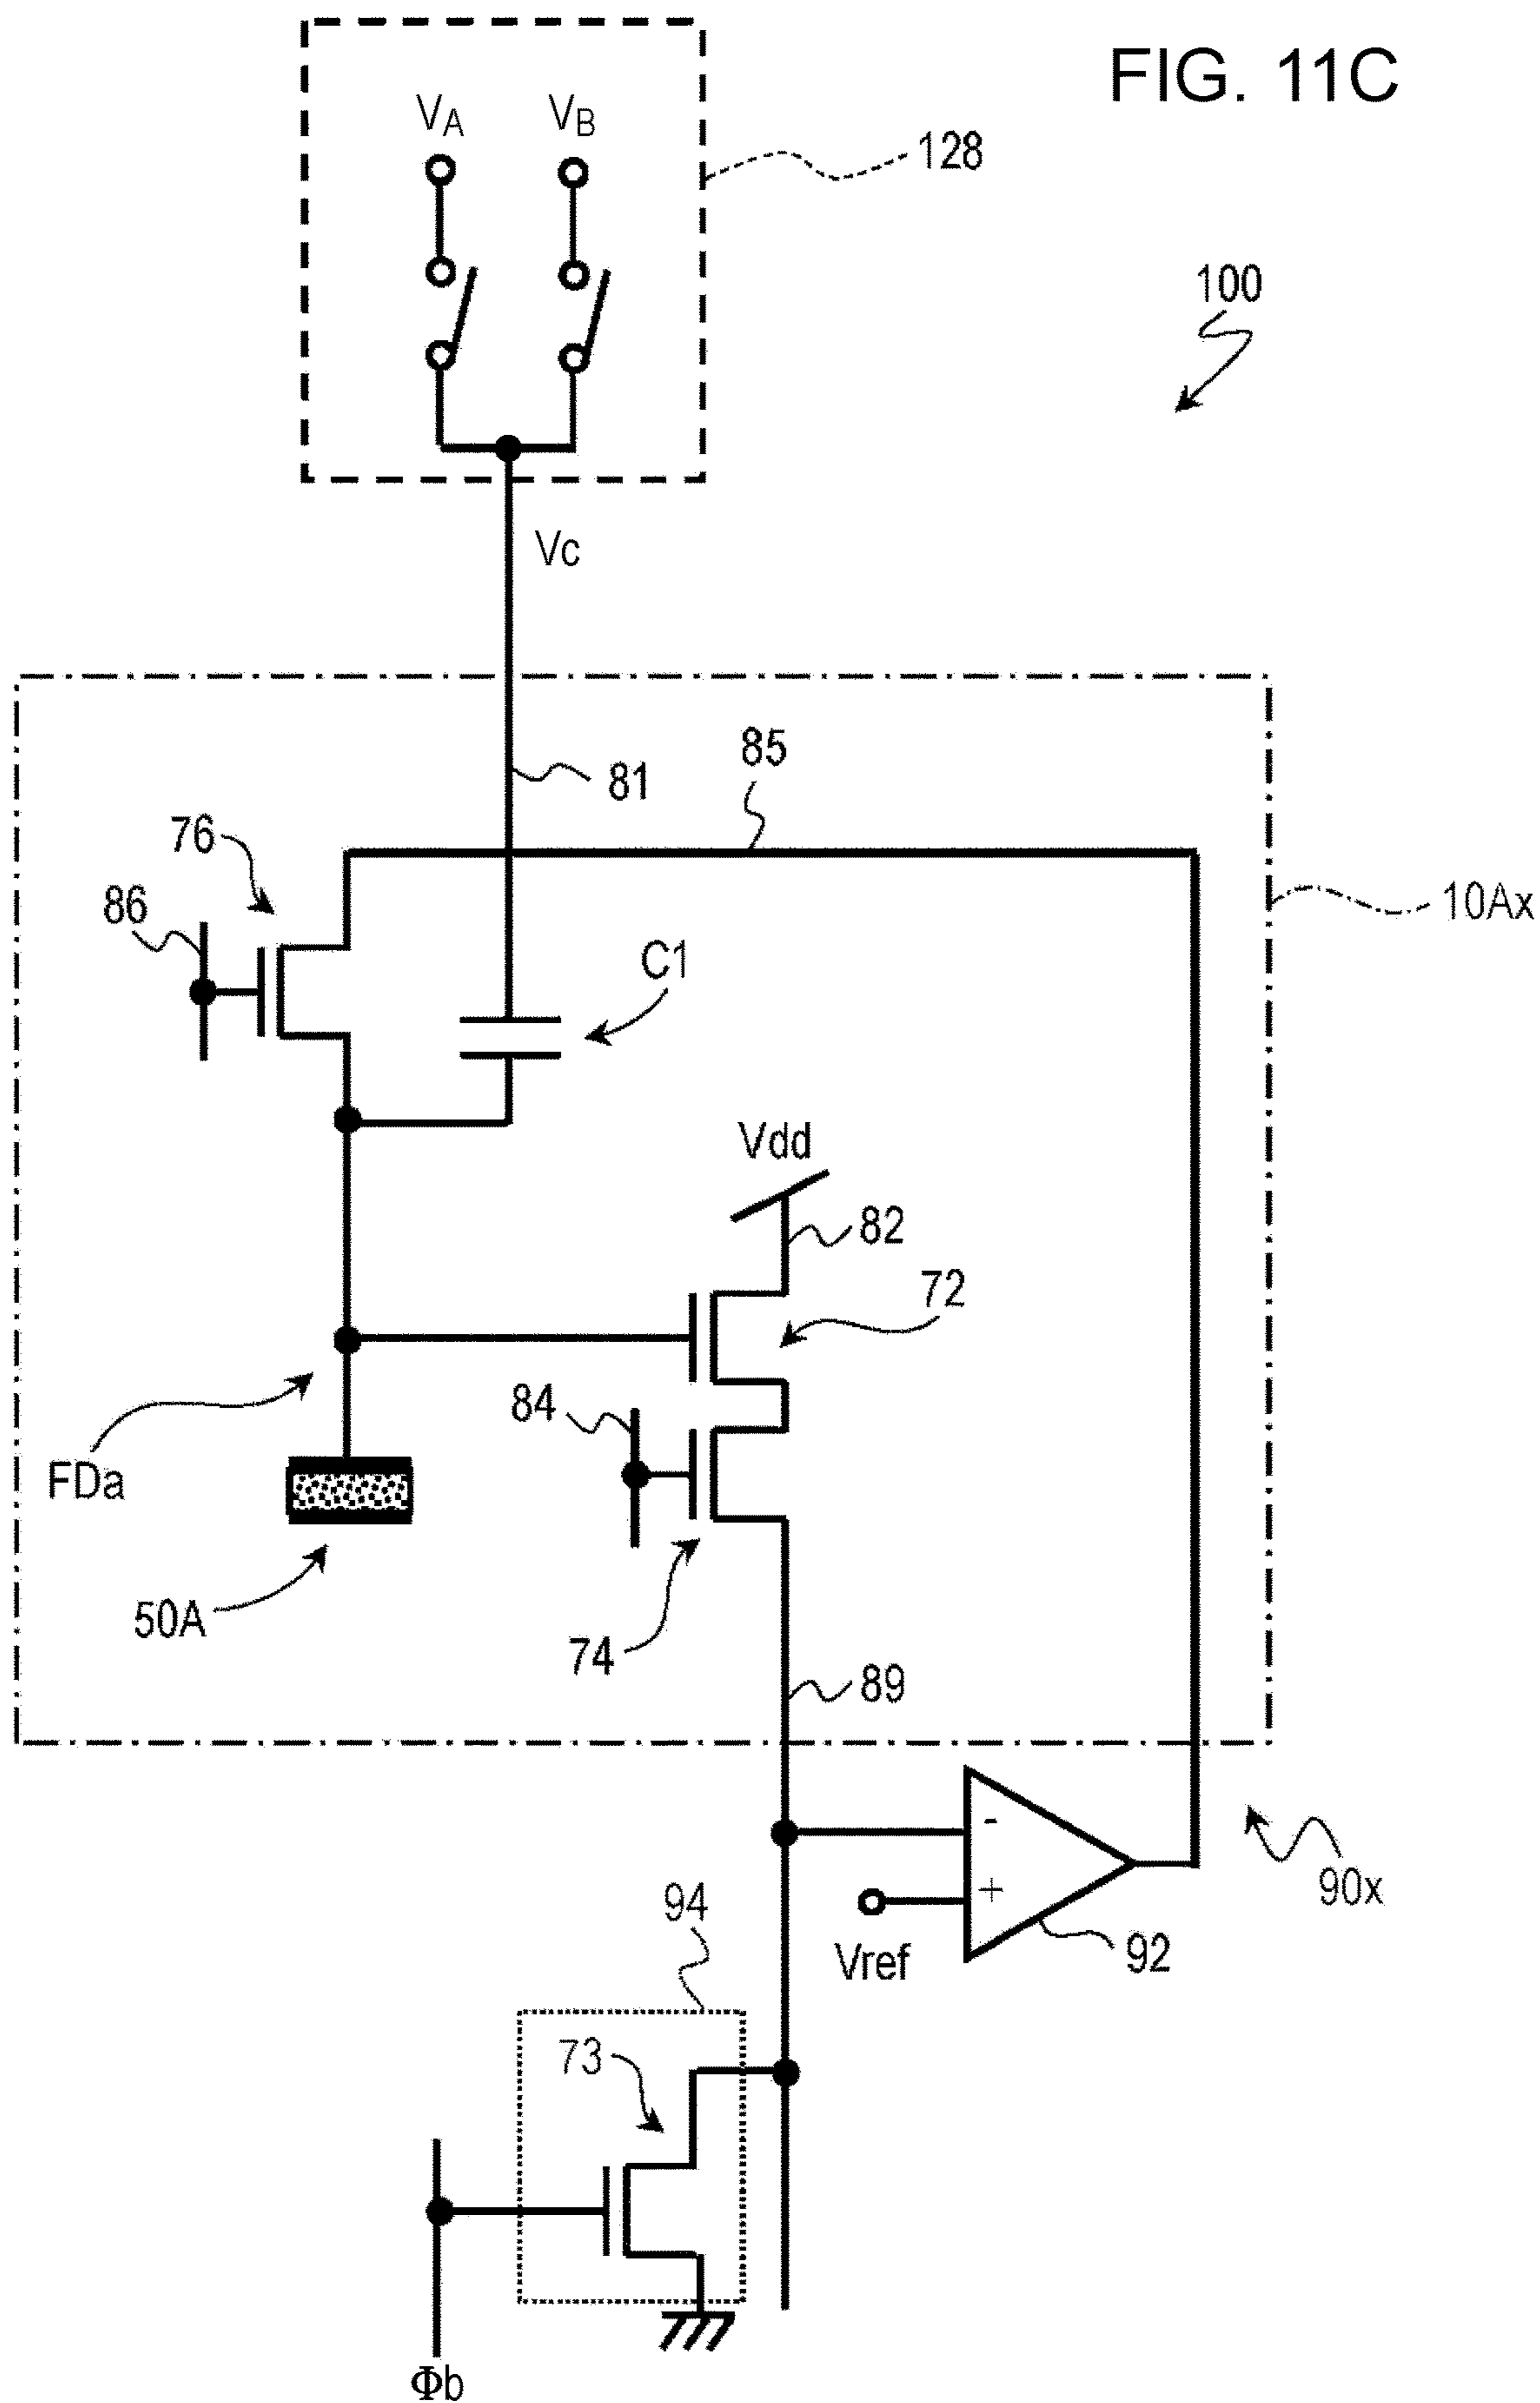 FIG. 11C
VA VB
128
100
Vc
81
85
76
86
10Ax
C1
Vdd
82
72
84
FDa
50A
74
89
-
+
90x
94
Vref
92
73
Φb